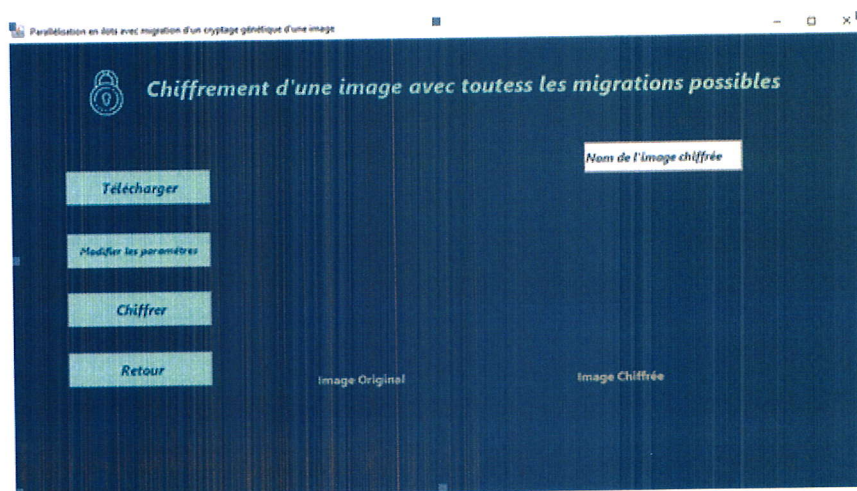 Parallélisation en ilots avec migration d'un cryptage génétique d'une image
Chiffrement d'une image avec toutess les migrations possibles
Nom de l'image chiffrée
Télécharger
Modifier les paramètres
Chiffrer
Retour
Image Original
Image Chiffrée